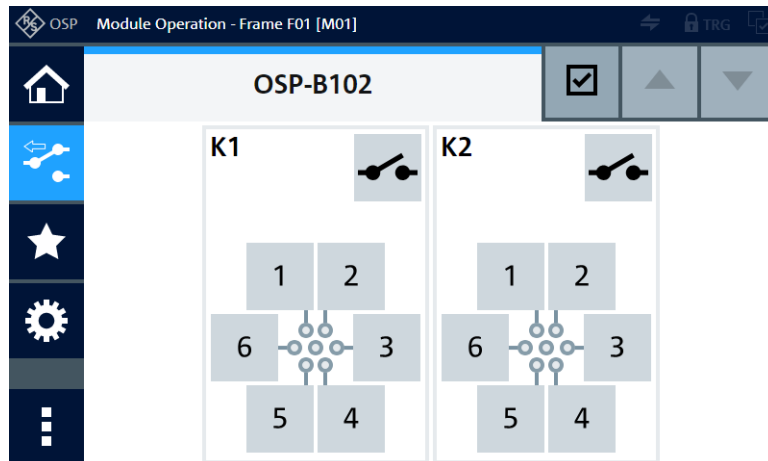 R&S OSP Module Operation - Frame F01 [M01] TRG
OSP-B102
K1 K2
1 2 1 2
6 3 6 3
5 4 5 4